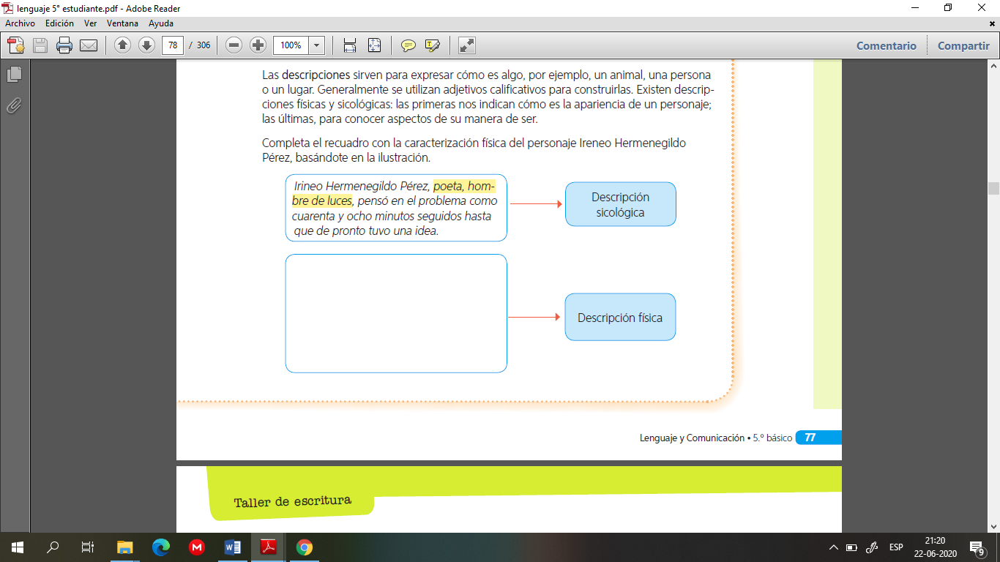 lenguaje 5° estudiante.pdf - Adobe Reader
Archivo Edición Ver Ventana Ayuda
78 / 306 100% Comentario Compartir
Las descripciones sirven para expresar cómo es algo, por ejemplo, un animal, una persona
o un lugar. Generalmente se utilizan adjetivos calificativos para construirlas. Existen descrip-
ciones físicas y sicológicas: las primeras nos indican cómo es la apariencia de un personaje;
las últimas, para conocer aspectos de su manera de ser.
Completa el recuadro con la caracterización física del personaje Ireneo Hermenegildo
Pérez, basándote en la ilustración.
Irineo Hermenegildo Pérez, poeta, hom-
bre de luces, pensó en el problema como
cuarenta y ocho minutos seguidos hasta
que de pronto tuvo una idea.
Descripción
sicológica
Descripción física
Lenguaje y Comunicación • 5.º básico 77
Taller de escritura
ESP
21:20
22-06-2020
9